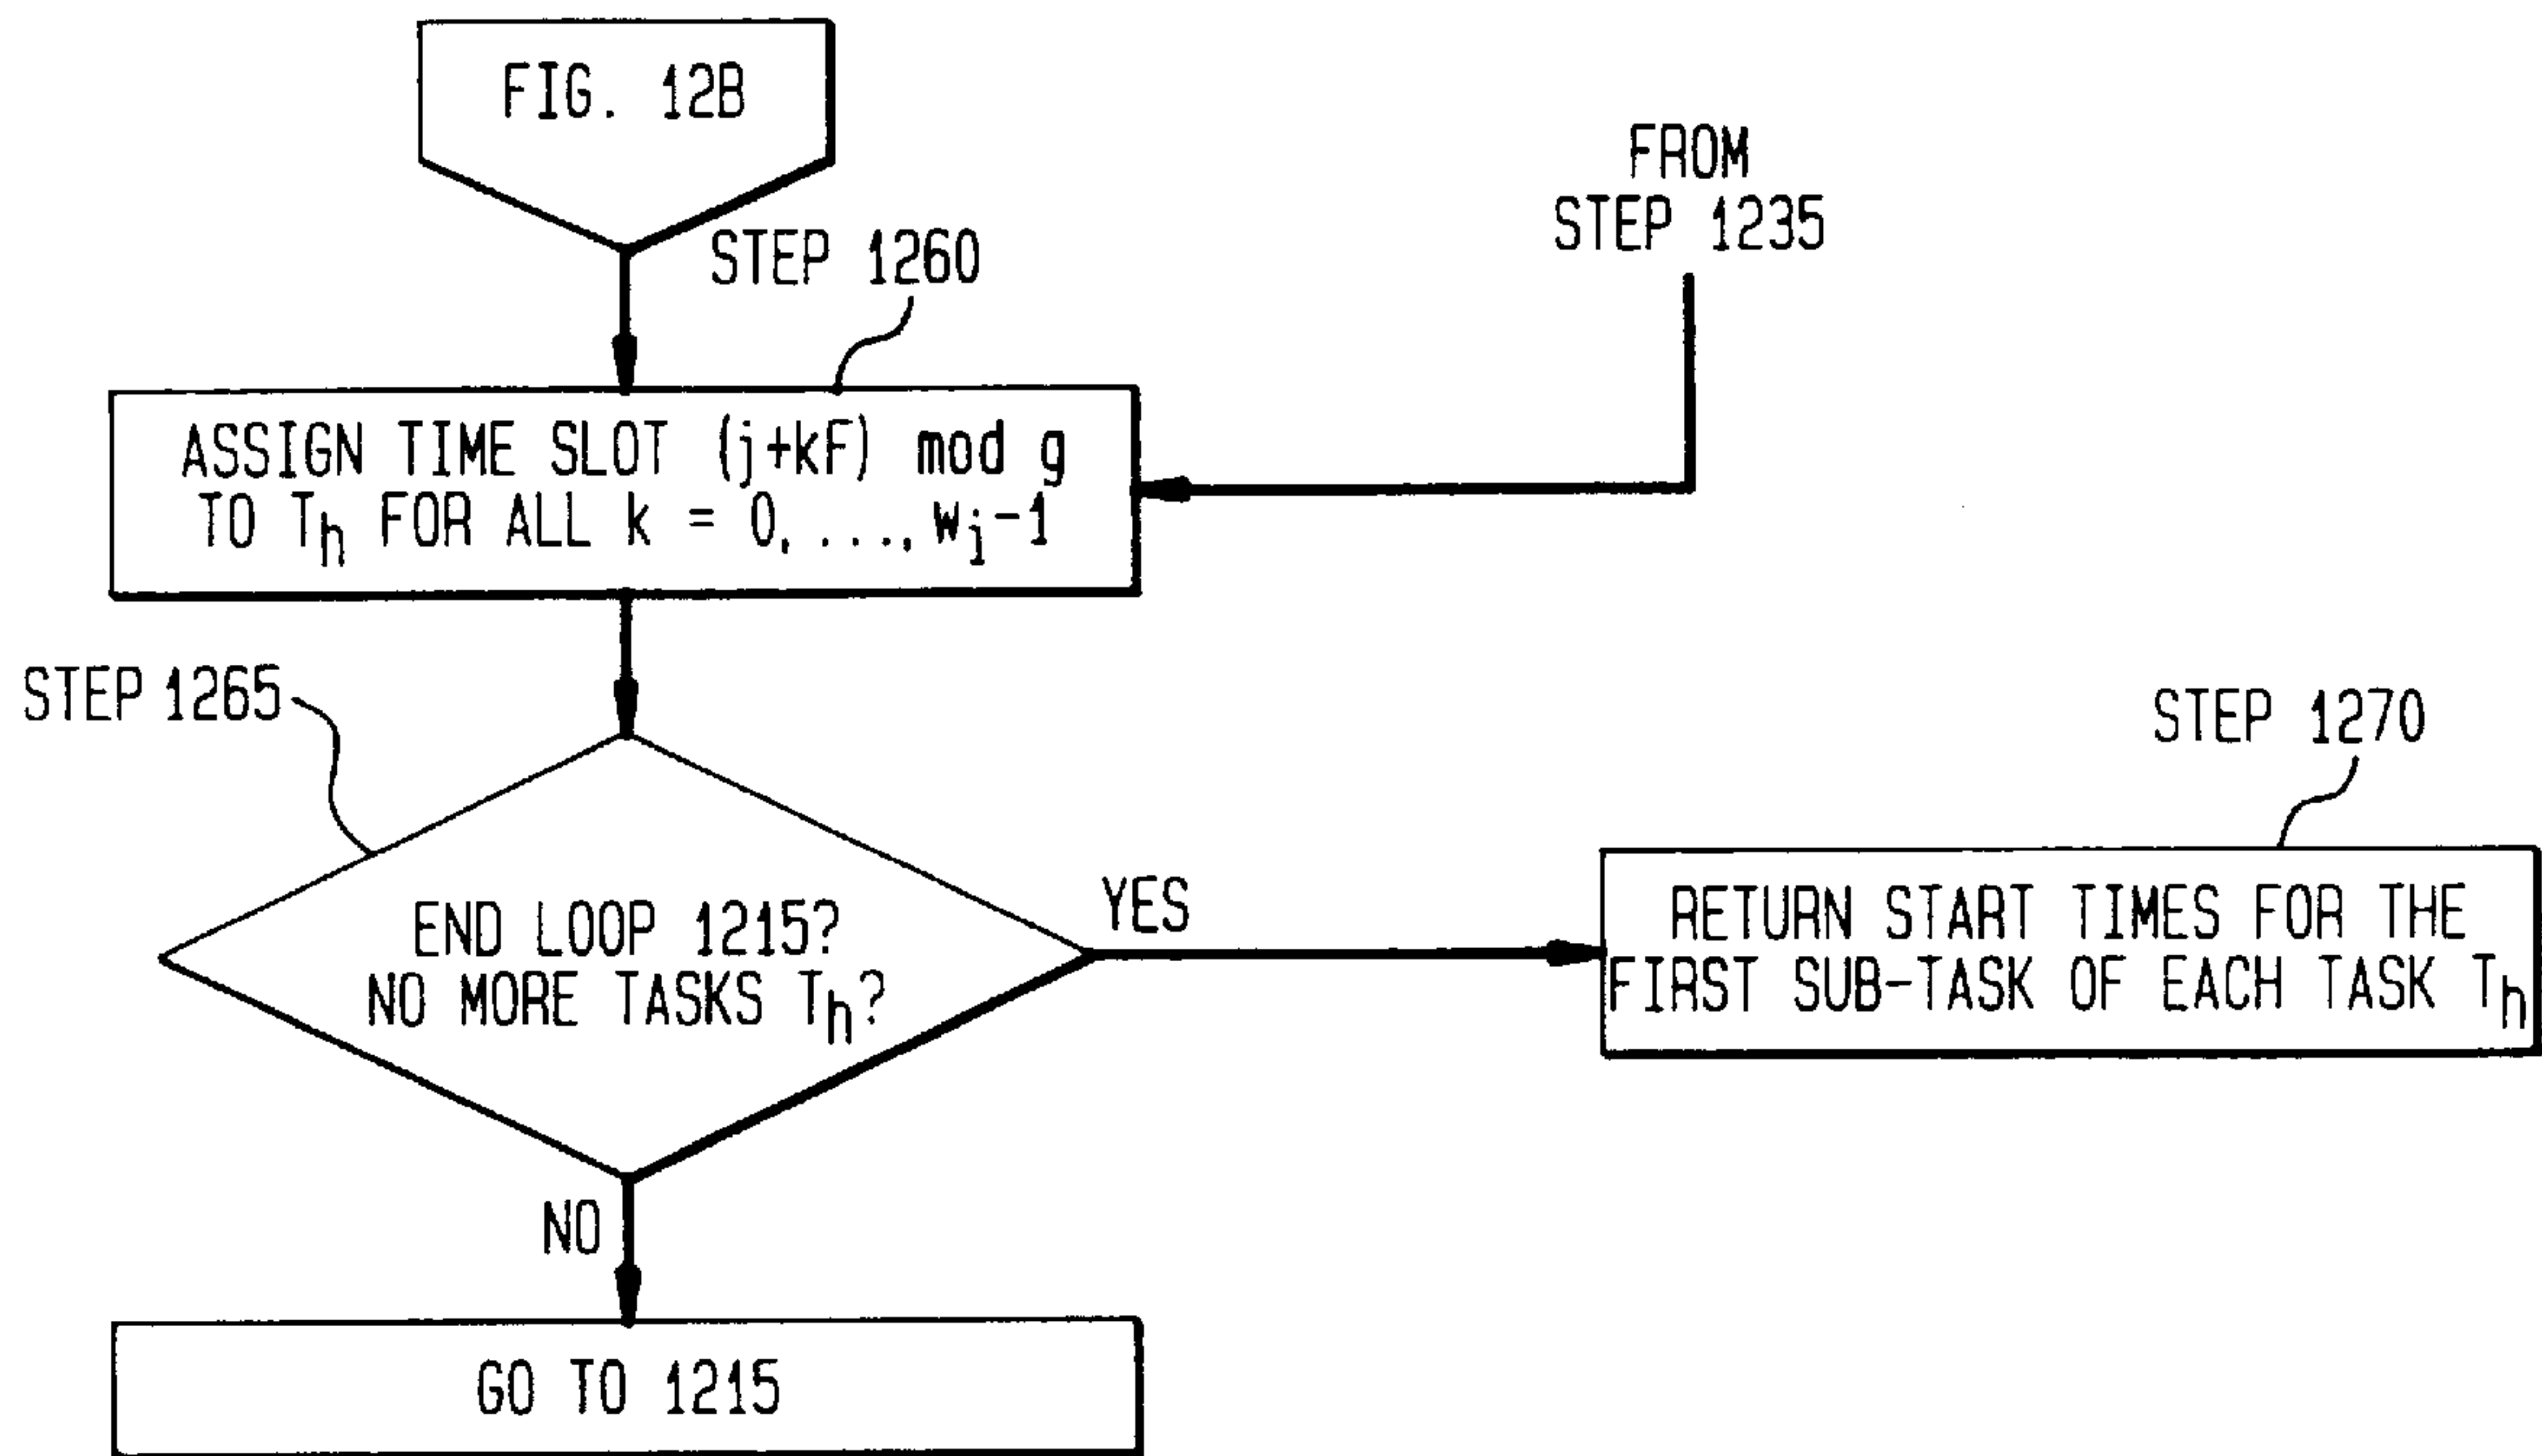 FIG. 12B
FROM
STEP 1235
STEP 1260
ASSIGN TIME SLOT (j+kF) mod g
TO Th FOR ALL k = 0, ..., wi-1
STEP 1265
STEP 1270
END LOOP 1215?
NO MORE TASKS Th?
YES
RETURN START TIMES FOR THE
FIRST SUB-TASK OF EACH TASK Th
NO
GO TO 1215